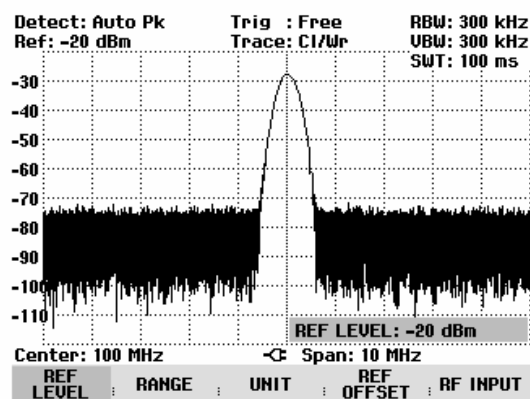 Detect: Auto Pk Trig : Free RBW: 300 kHz
Ref: -20 dBm Trace: Cl/Wr VBW: 300 kHz
SWT: 100 ms
-30
-40
-50
-60
-70
-80
-90
-100
-110
REF LEVEL: -20 dBm
Center: 100 MHz Span: 10 MHz
REF LEVEL : RANGE : UNIT : REF OFFSET : RF INPUT